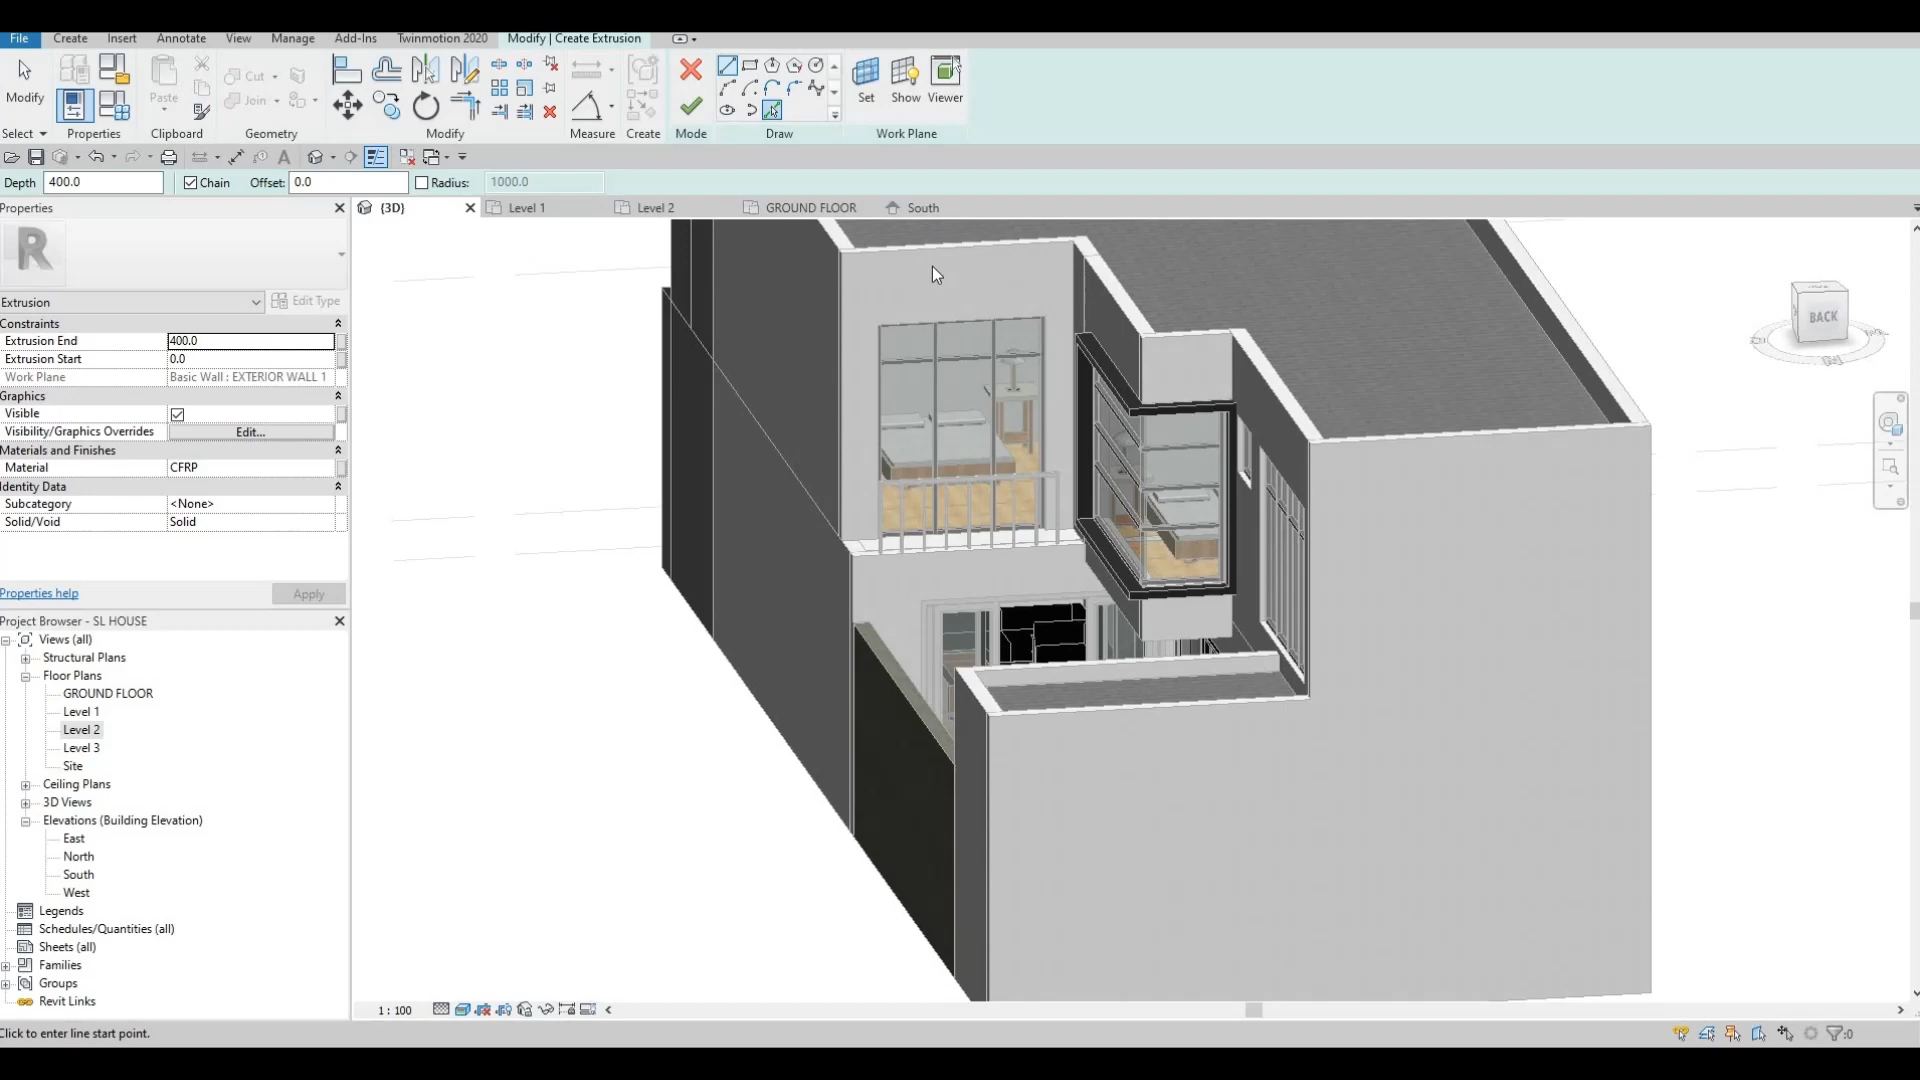 File Create Insert Annotate View Manage Add-Ins Twinmotion 2020 Modify | Create Extrusion
Modify Paste Cut Join Set Show Viewer
Select Properties Clipboard Geometry Modify Measure Create Mode Draw Work Plane
Depth 400.0 Chain Offset: 0.0 Radius: 1000.0
Properties
{3D} Level 1 Level 2 GROUND FLOOR South
R
Extrusion Edit Type
Constraints
Extrusion End 400.0
Extrusion Start 0.0
Work Plane Basic Wall : EXTERIOR WALL 1
Graphics
Visible
Visibility/Graphics Overrides Edit...
Materials and Finishes
Material CFRP
Identity Data
Subcategory <None>
Solid/Void Solid
Properties help Apply
Project Browser - SL HOUSE
Views (all)
Structural Plans
Floor Plans
GROUND FLOOR
Level 1
Level 2
Level 3
Site
Ceiling Plans
3D Views
Elevations (Building Elevation)
East
North
South
West
Legends
Schedules/Quantities (all)
Sheets (all)
Families
Groups
Revit Links
BACK
1 : 100
Click to enter line start point.
:0